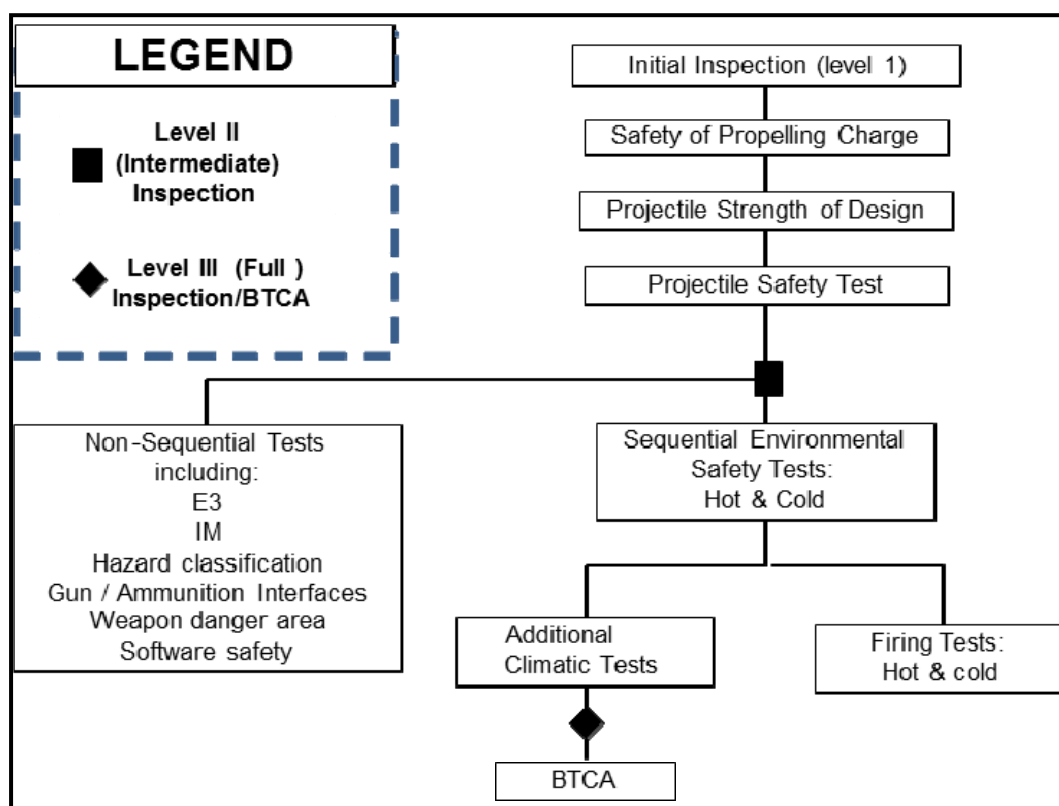 LEGEND
Level II
(Intermediate)
Inspection
Level III (Full )
Inspection/BTCA
Initial Inspection (level 1)
Safety of Propelling Charge
Projectile Strength of Design
Projectile Safety Test
Non-Sequential Tests
including:
E3
IM
Hazard classification
Gun / Ammunition Interfaces
Weapon danger area
Software safety
Sequential Environmental
Safety Tests:
Hot & Cold
Additional
Climatic Tests
Firing Tests:
Hot & cold
BTCA